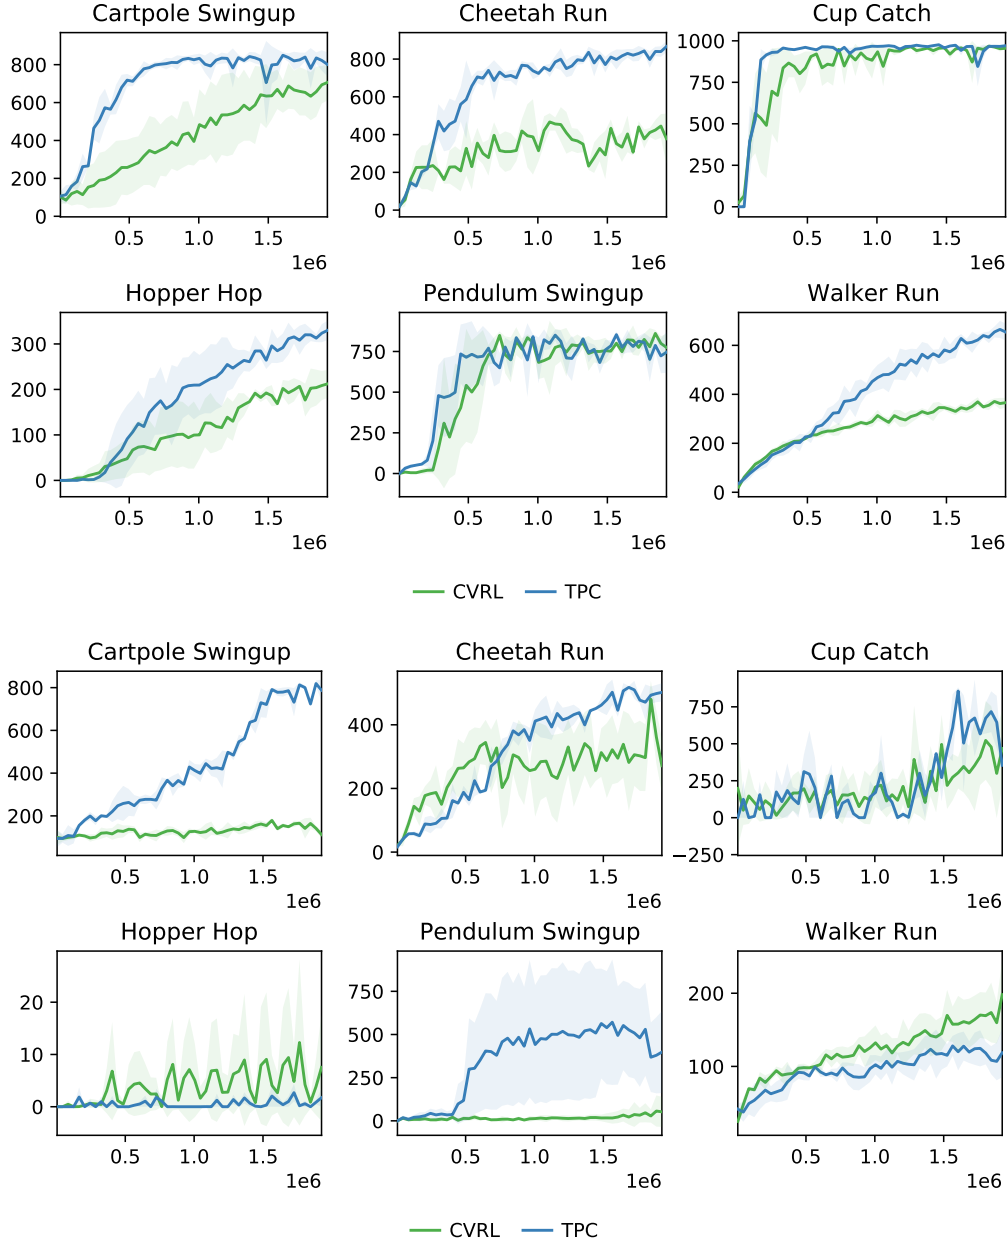 Cartpole Swingup Cheetah Run Cup Catch
800 800 1000
600 600 750
400 400 500
200 200 250
0 0 0
0.5 1.0 1.5 0.5 1.0 1.5 0.5 1.0 1.5
1e6 1e6 1e6
Hopper Hop Pendulum Swingup Walker Run
300 750 600
200 500 400
100 250 200
0 0 0
0.5 1.0 1.5 0.5 1.0 1.5 0.5 1.0 1.5
1e6 1e6 1e6
CVRL TPC
Cartpole Swingup Cheetah Run Cup Catch
800 400 750
600 200 500
400 0 250
200 0
−250
0.5 1.0 1.5 0.5 1.0 1.5 0.5 1.0 1.5
1e6 1e6 1e6
Hopper Hop Pendulum Swingup Walker Run
20 750 200
10 500 100
0 250
0
0.5 1.0 1.5 0.5 1.0 1.5 0.5 1.0 1.5
1e6 1e6 1e6
CVRL TPC